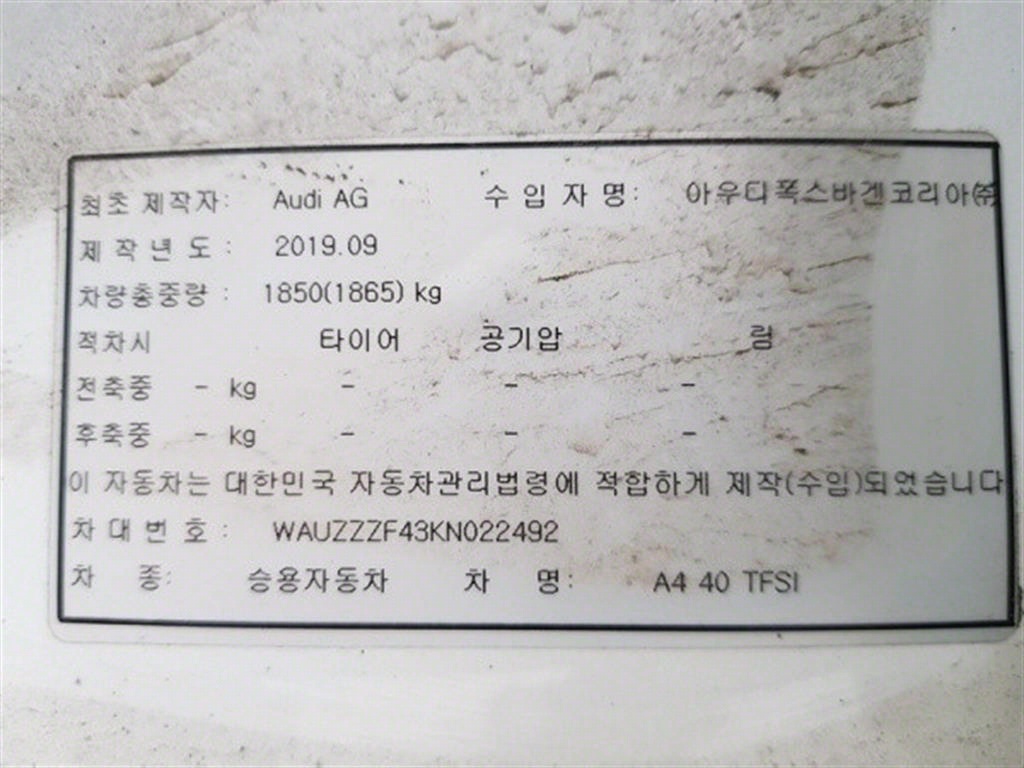 최초 제작자: Audi AG 수 입 자 명: 아우디폭스바겐코리아㈜
제 작 년 도 : 2019.09
차량총중량 : 1850(1865) kg
적차시 타이어 공기압 림
전축중 - kg - - -
후축중 - kg - - -
이 자동차는 대한민국 자동차관리법령에 적합하게 제작(수입)되었습니다
차 대 번 호 : WAUZZZF43KN022492
차 종: 승용자동차 차 명: A4 40 TFSI